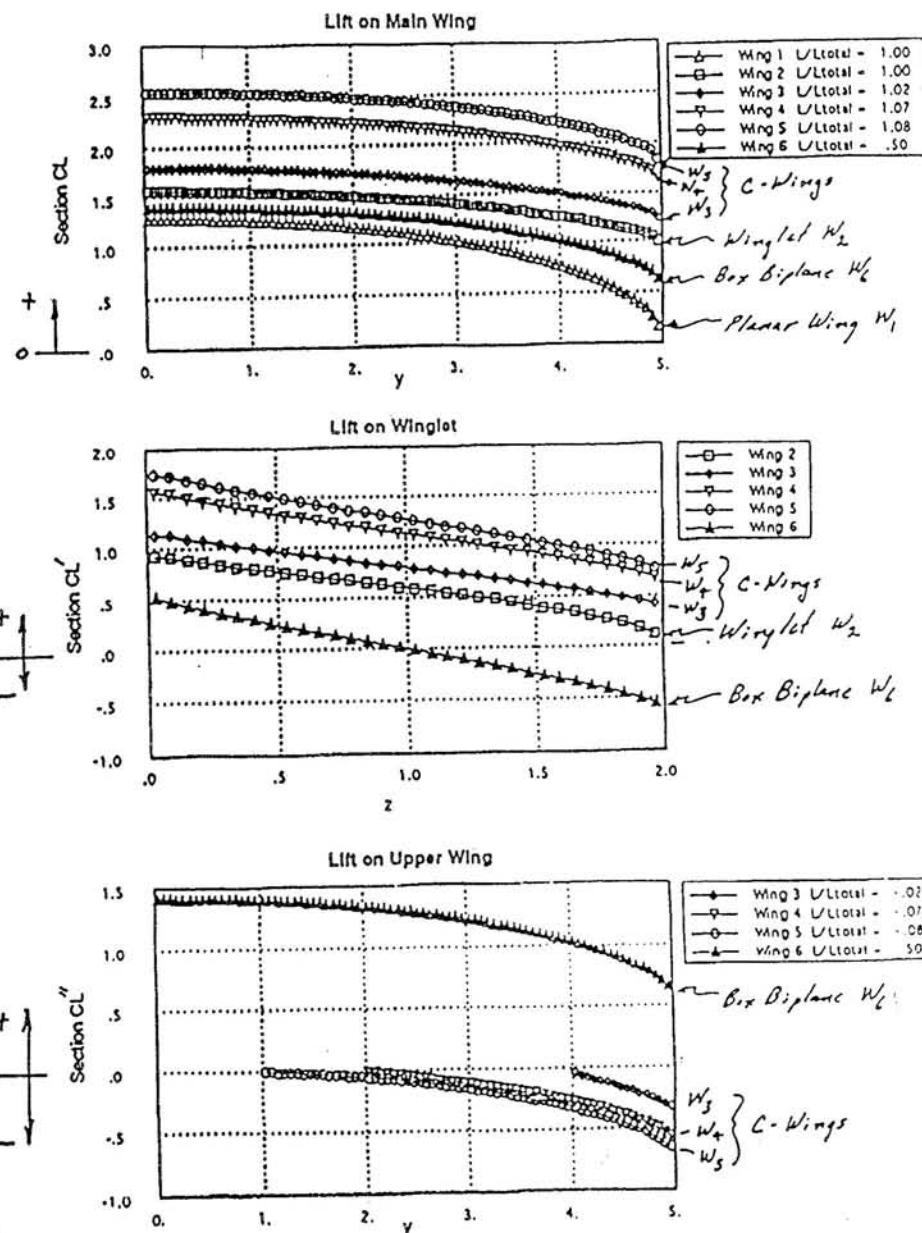 Lift on Main Wing
3.0
2.5
2.0
1.5
1.0
.5
.0
Section CL
+
0
0.
1.
2.
3.
4.
5.
y
Wing 1 L/Ltotal = 1.00
Wing 2 L/Ltotal = 1.00
Wing 3 L/Ltotal = 1.02
Wing 4 L/Ltotal = 1.07
Wing 5 L/Ltotal = 1.08
Wing 6 L/Ltotal = .50
W5
W4
W3
C-Wings
Winglet W2
Box Biplane W6
Planar Wing W1
Lift on Winglet
2.0
1.5
1.0
.5
.0
-.5
-1.0
Section CL'
+
-
.0
.5
1.0
1.5
2.0
z
Wing 2
Wing 3
Wing 4
Wing 5
Wing 6
W5
W4
W3
C-Wings
Winglet W2
Box Biplane W6
Lift on Upper Wing
1.5
1.0
.5
.0
-.5
-1.0
Section CL"
+
-
0.
1.
2.
3.
4.
5.
y
Wing 3 L/Ltotal = -.02
Wing 4 L/Ltotal = -.07
Wing 5 L/Ltotal = -.08
Wing 6 L/Ltotal = .50
Box Biplane W6
W3
W4
W5
C-Wings